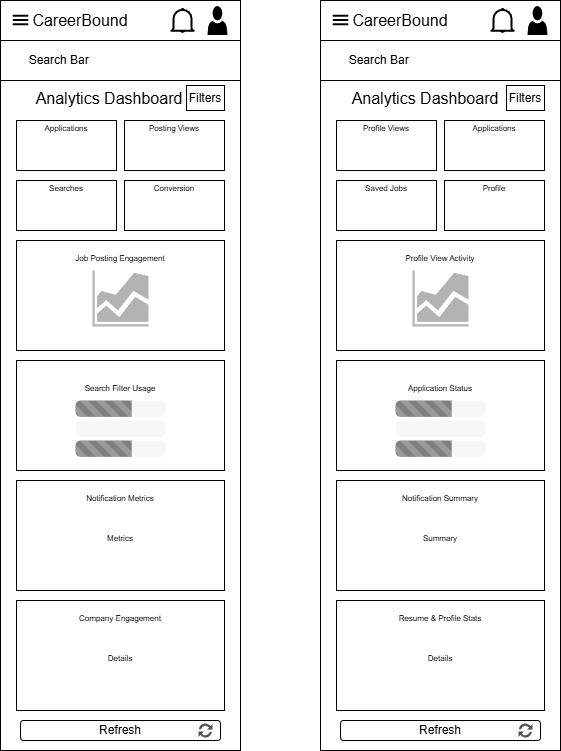 CareerBound
Search Bar
Analytics Dashboard Filters
Applications
Posting Views
Searches
Conversion
Job Posting Engagement
Search Filter Usage
Notification Metrics
Metrics
Company Engagement
Details
Refresh
CareerBound
Search Bar
Analytics Dashboard Filters
Profile Views
Applications
Saved Jobs
Profile
Profile View Activity
Application Status
Notification Summary
Summary
Resume & Profile Stats
Details
Refresh